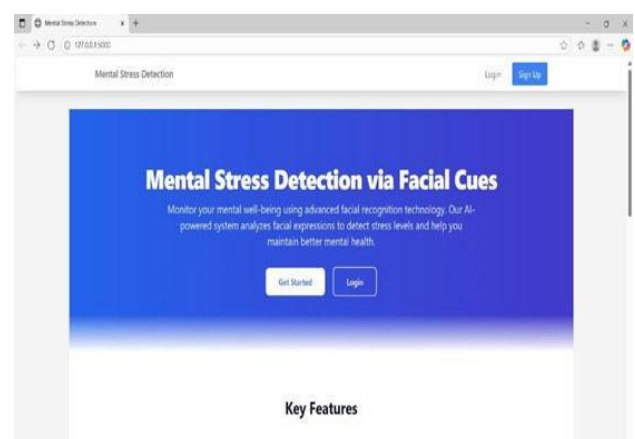 Mental Stress Detection
127.0.0.1:5000
Mental Stress Detection
Login
Sign Up
Mental Stress Detection via Facial Cues
Monitor your mental well-being using advanced facial recognition technology. Our AI-
powered system analyzes facial expressions to detect stress levels and help you
maintain better mental health.
Get Started
Login
Key Features